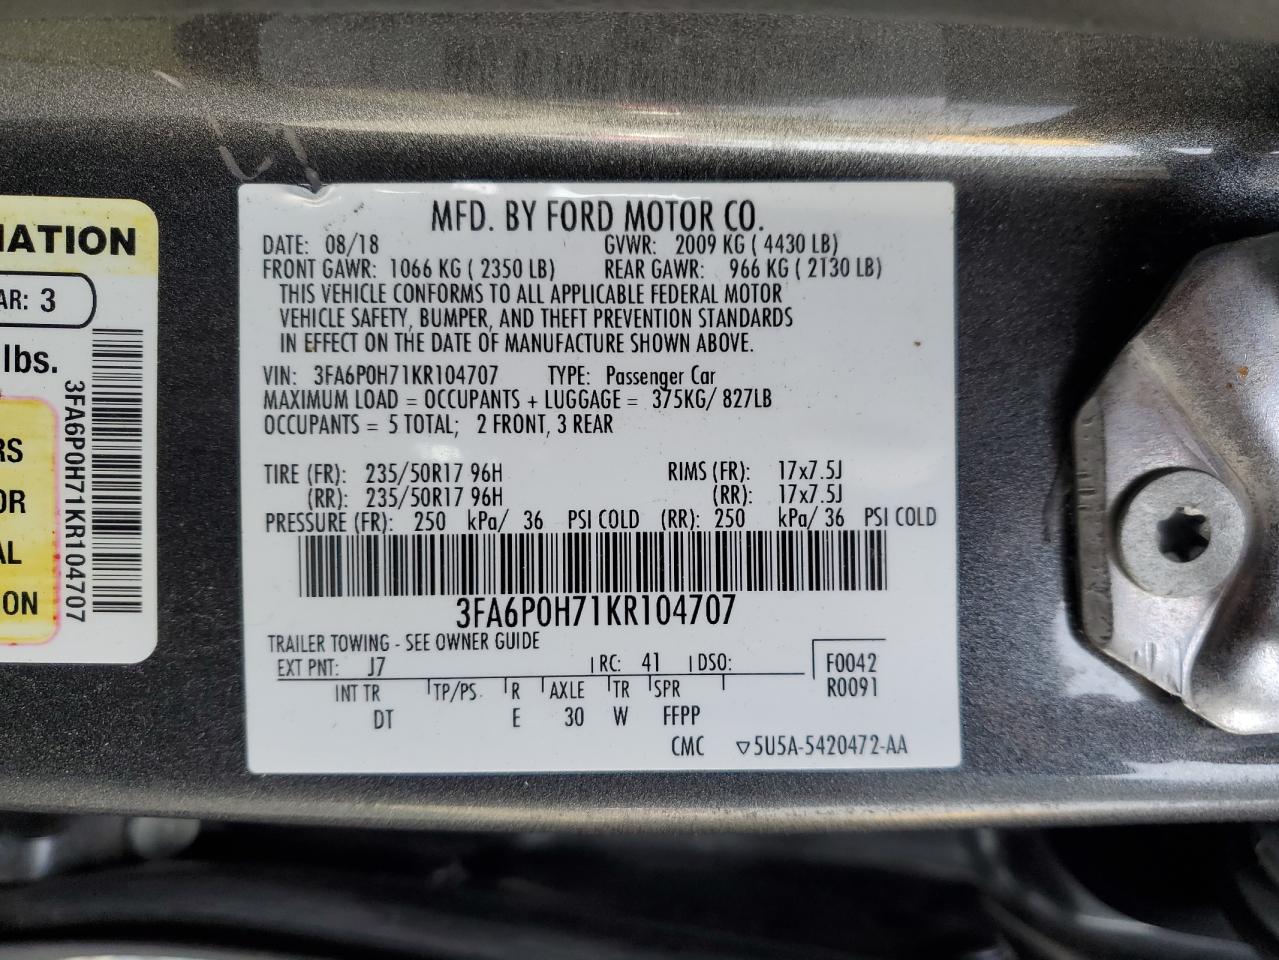 MFD. BY FORD MOTOR CO.
DATE: 08/18 GVWR: 2009 KG ( 4430 LB)
FRONT GAWR: 1066 KG ( 2350 LB) REAR GAWR: 966 KG ( 2130 LB)
THIS VEHICLE CONFORMS TO ALL APPLICABLE FEDERAL MOTOR
VEHICLE SAFETY, BUMPER, AND THEFT PREVENTION STANDARDS
IN EFFECT ON THE DATE OF MANUFACTURE SHOWN ABOVE.
VIN: 3FA6P0H71KR104707 TYPE: Passenger Car
MAXIMUM LOAD = OCCUPANTS + LUGGAGE = 375KG/ 827LB
OCCUPANTS = 5 TOTAL; 2 FRONT, 3 REAR
TIRE (FR): 235/50R17 96H RIMS (FR): 17x7.5J
(RR): 235/50R17 96H (RR): 17x7.5J
PRESSURE (FR): 250 kPa/ 36 PSI COLD (RR): 250 kPa/ 36 PSI COLD
3FA6P0H71KR104707
TRAILER TOWING - SEE OWNER GUIDE
EXT PNT: J7 RC: 41 DSO: F0042
INT TR TP/PS R AXLE TR SPR R0091
DT E 30 W FFPP
CMC ▽5U5A-5420472-AA
IATION
AR: 3
lbs.
RS
OR
AL
ON
3FA6P0H71KR104707